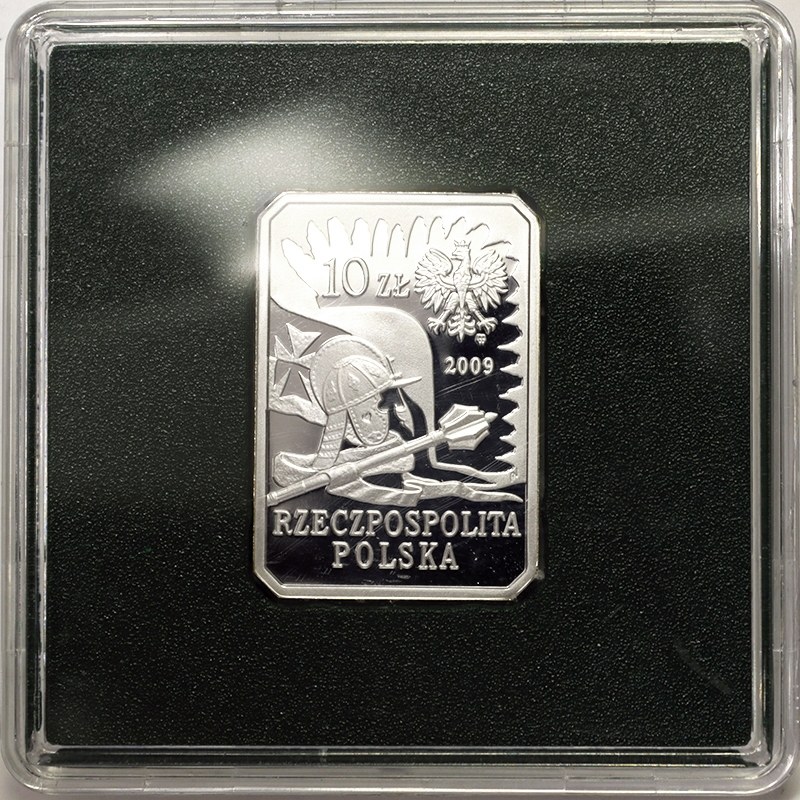 10 ZŁ
2009
RZECZPOSPOLITA
POLSKA